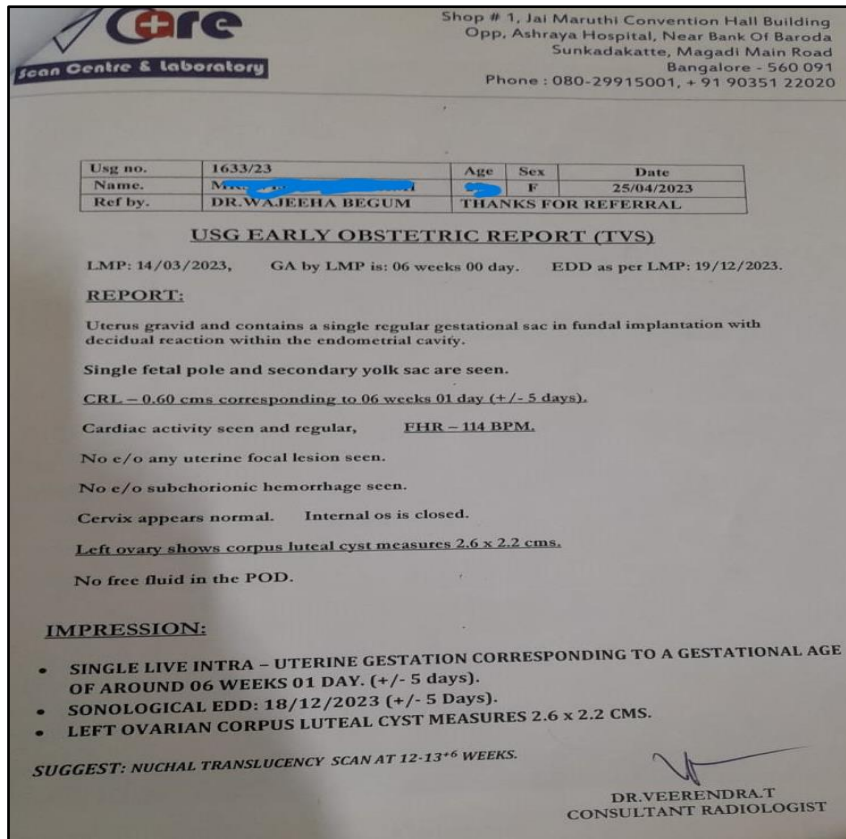 Care
Scan Centre & Laboratory
Shop # 1, Jai Maruthi Convention Hall Building
Opp, Ashraya Hospital, Near Bank Of Baroda
Sunkadakatte, Magadi Main Road
Bangalore - 560 091
Phone : 080-29915001, + 91 90351 22020
Usg no. 1633/23 Age Sex Date
Name. F 25/04/2023
Ref by. DR.WAJEEHA BEGUM THANKS FOR REFERRAL
USG EARLY OBSTETRIC REPORT (TVS)
LMP: 14/03/2023, GA by LMP is: 06 weeks 00 day. EDD as per LMP: 19/12/2023.
REPORT:
Uterus gravid and contains a single regular gestational sac in fundal implantation with
decidual reaction within the endometrial cavity.
Single fetal pole and secondary yolk sac are seen.
CRL – 0.60 cms corresponding to 06 weeks 01 day (+/- 5 days).
Cardiac activity seen and regular, FHR – 114 BPM.
No e/o any uterine focal lesion seen.
No e/o subchorionic hemorrhage seen.
Cervix appears normal. Internal os is closed.
Left ovary shows corpus luteal cyst measures 2.6 x 2.2 cms.
No free fluid in the POD.
IMPRESSION:
• SINGLE LIVE INTRA – UTERINE GESTATION CORRESPONDING TO A GESTATIONAL AGE
OF AROUND 06 WEEKS 01 DAY. (+/- 5 days).
• SONOLOGICAL EDD: 18/12/2023 (+/- 5 Days).
• LEFT OVARIAN CORPUS LUTEAL CYST MEASURES 2.6 x 2.2 CMS.
SUGGEST: NUCHAL TRANSLUCENCY SCAN AT 12-13+6 WEEKS.
DR.VEERENDRA.T
CONSULTANT RADIOLOGIST